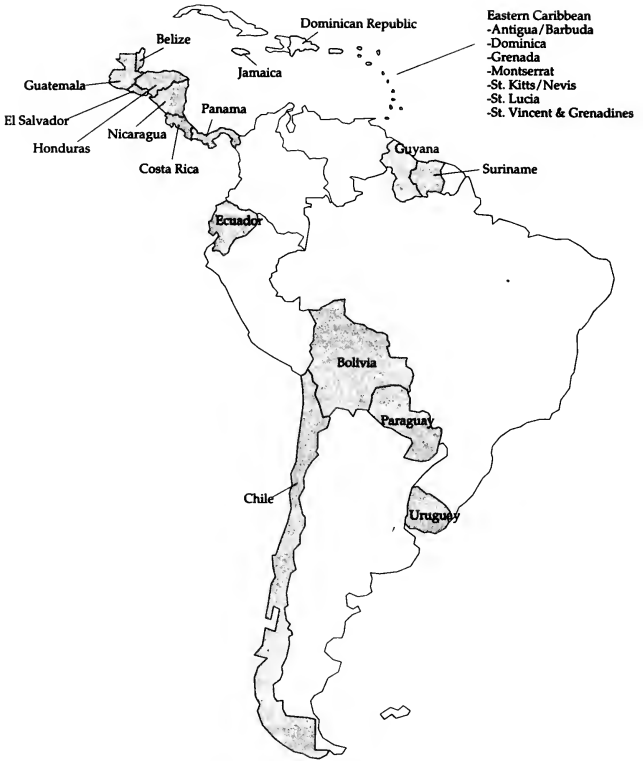 Dominican Republic
Eastern Caribbean
-Antigua/Barbuda
-Dominica
-Grenada
-Montserrat
-St. Kitts/Nevis
-St. Lucia
-St. Vincent & Grenadines
Belize
Jamaica
Guatemala
Panama
El Salvador
Nicaragua
Honduras
Costa Rica
Guyana
Suriname
Ecuador
Bolivia
Paraguay
Chile
Uruguay